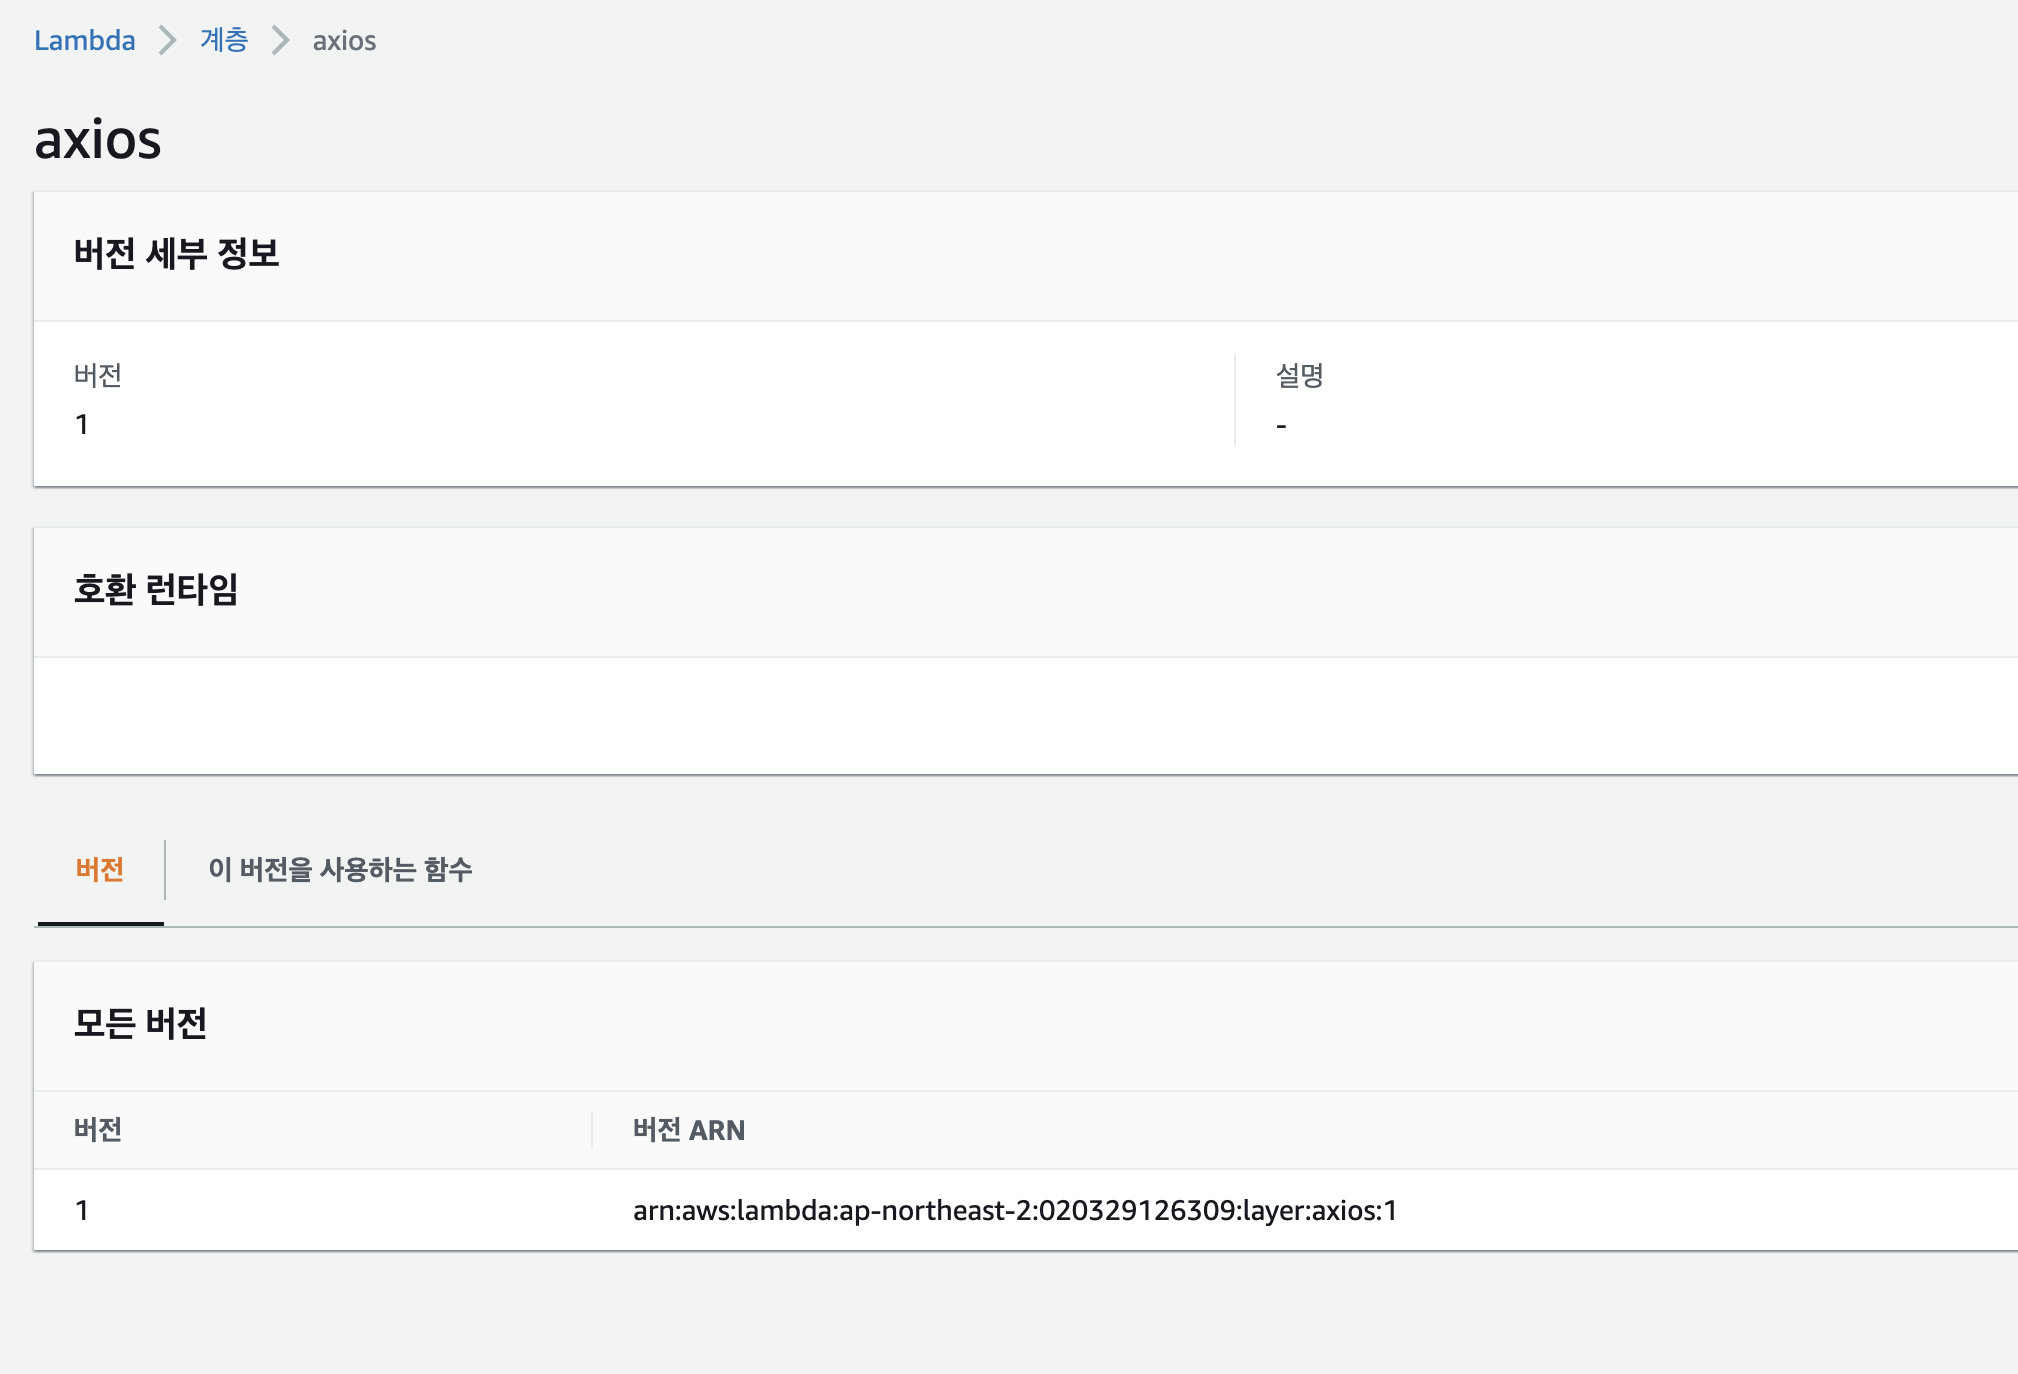 Lambda > 계층 > axios
axios
버전 세부 정보
버전
1
설명
-
호환 런타임
버전
이 버전을 사용하는 함수
모든 버전
버전 버전 ARN
1 arn:aws:lambda:ap-northeast-2:020329126309:layer:axios:1